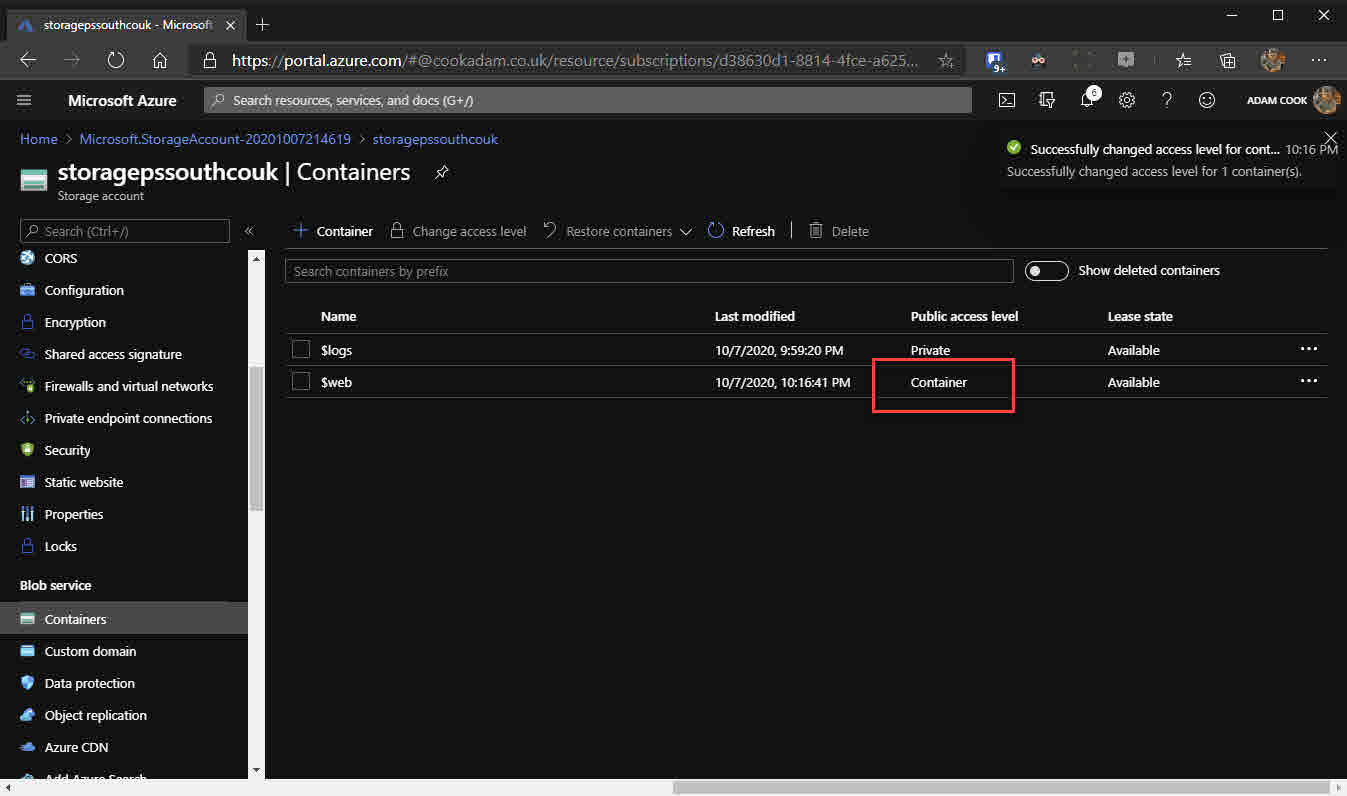 storagepssouthcouk - Microsoft
https://portal.azure.com/#@cookadam.co.uk/resource/subscriptions/d38630d1-8814-4fce-a625...
9+
Microsoft Azure
Search resources, services, and docs (G+/)
6
ADAM COOK
Home > Microsoft.StorageAccount-20201007214619 > storagepssouthcouk
Successfully changed access level for cont... 10:16 PM
Successfully changed access level for 1 container(s).
storagepssouthcouk | Containers
Storage account
Search (Ctrl+/)
«
Container
Change access level
Restore containers
Refresh
Delete
CORS
Configuration
Encryption
Shared access signature
Firewalls and virtual networks
Private endpoint connections
Security
Static website
Properties
Locks
Blob service
Containers
Custom domain
Data protection
Object replication
Azure CDN
Add Azure Search
Search containers by prefix
Show deleted containers
Name Last modified Public access level Lease state
$logs 10/7/2020, 9:59:20 PM Private Available
$web 10/7/2020, 10:16:41 PM Container Available